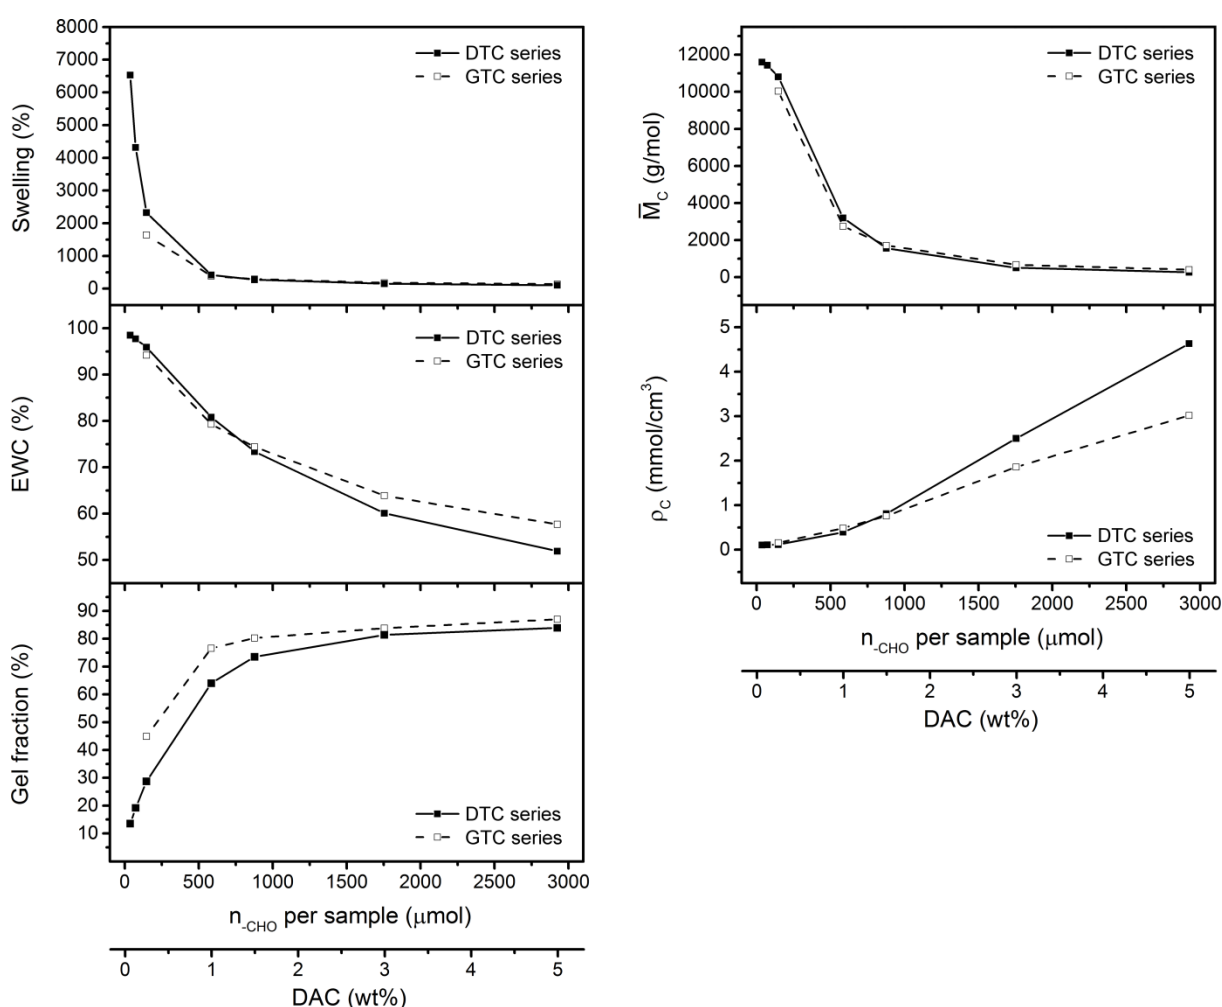 8000
7000
6000
5000
4000
3000
2000
1000
0
Swelling (%)
DTC series
GTC series
100
90
80
70
60
50
EWC (%)
DTC series
GTC series
90
80
70
60
50
40
30
20
10
Gel fraction (%)
DTC series
GTC series
0 500 1000 1500 2000 2500 3000
n-CHO per sample (μmol)
0 1 2 3 4 5
DAC (wt%)
12000
10000
8000
6000
4000
2000
0
M̅C (g/mol)
DTC series
GTC series
5
4
3
2
1
0
ρC (mmol/cm³)
DTC series
GTC series
0 500 1000 1500 2000 2500 3000
n-CHO per sample (μmol)
0 1 2 3 4 5
DAC (wt%)